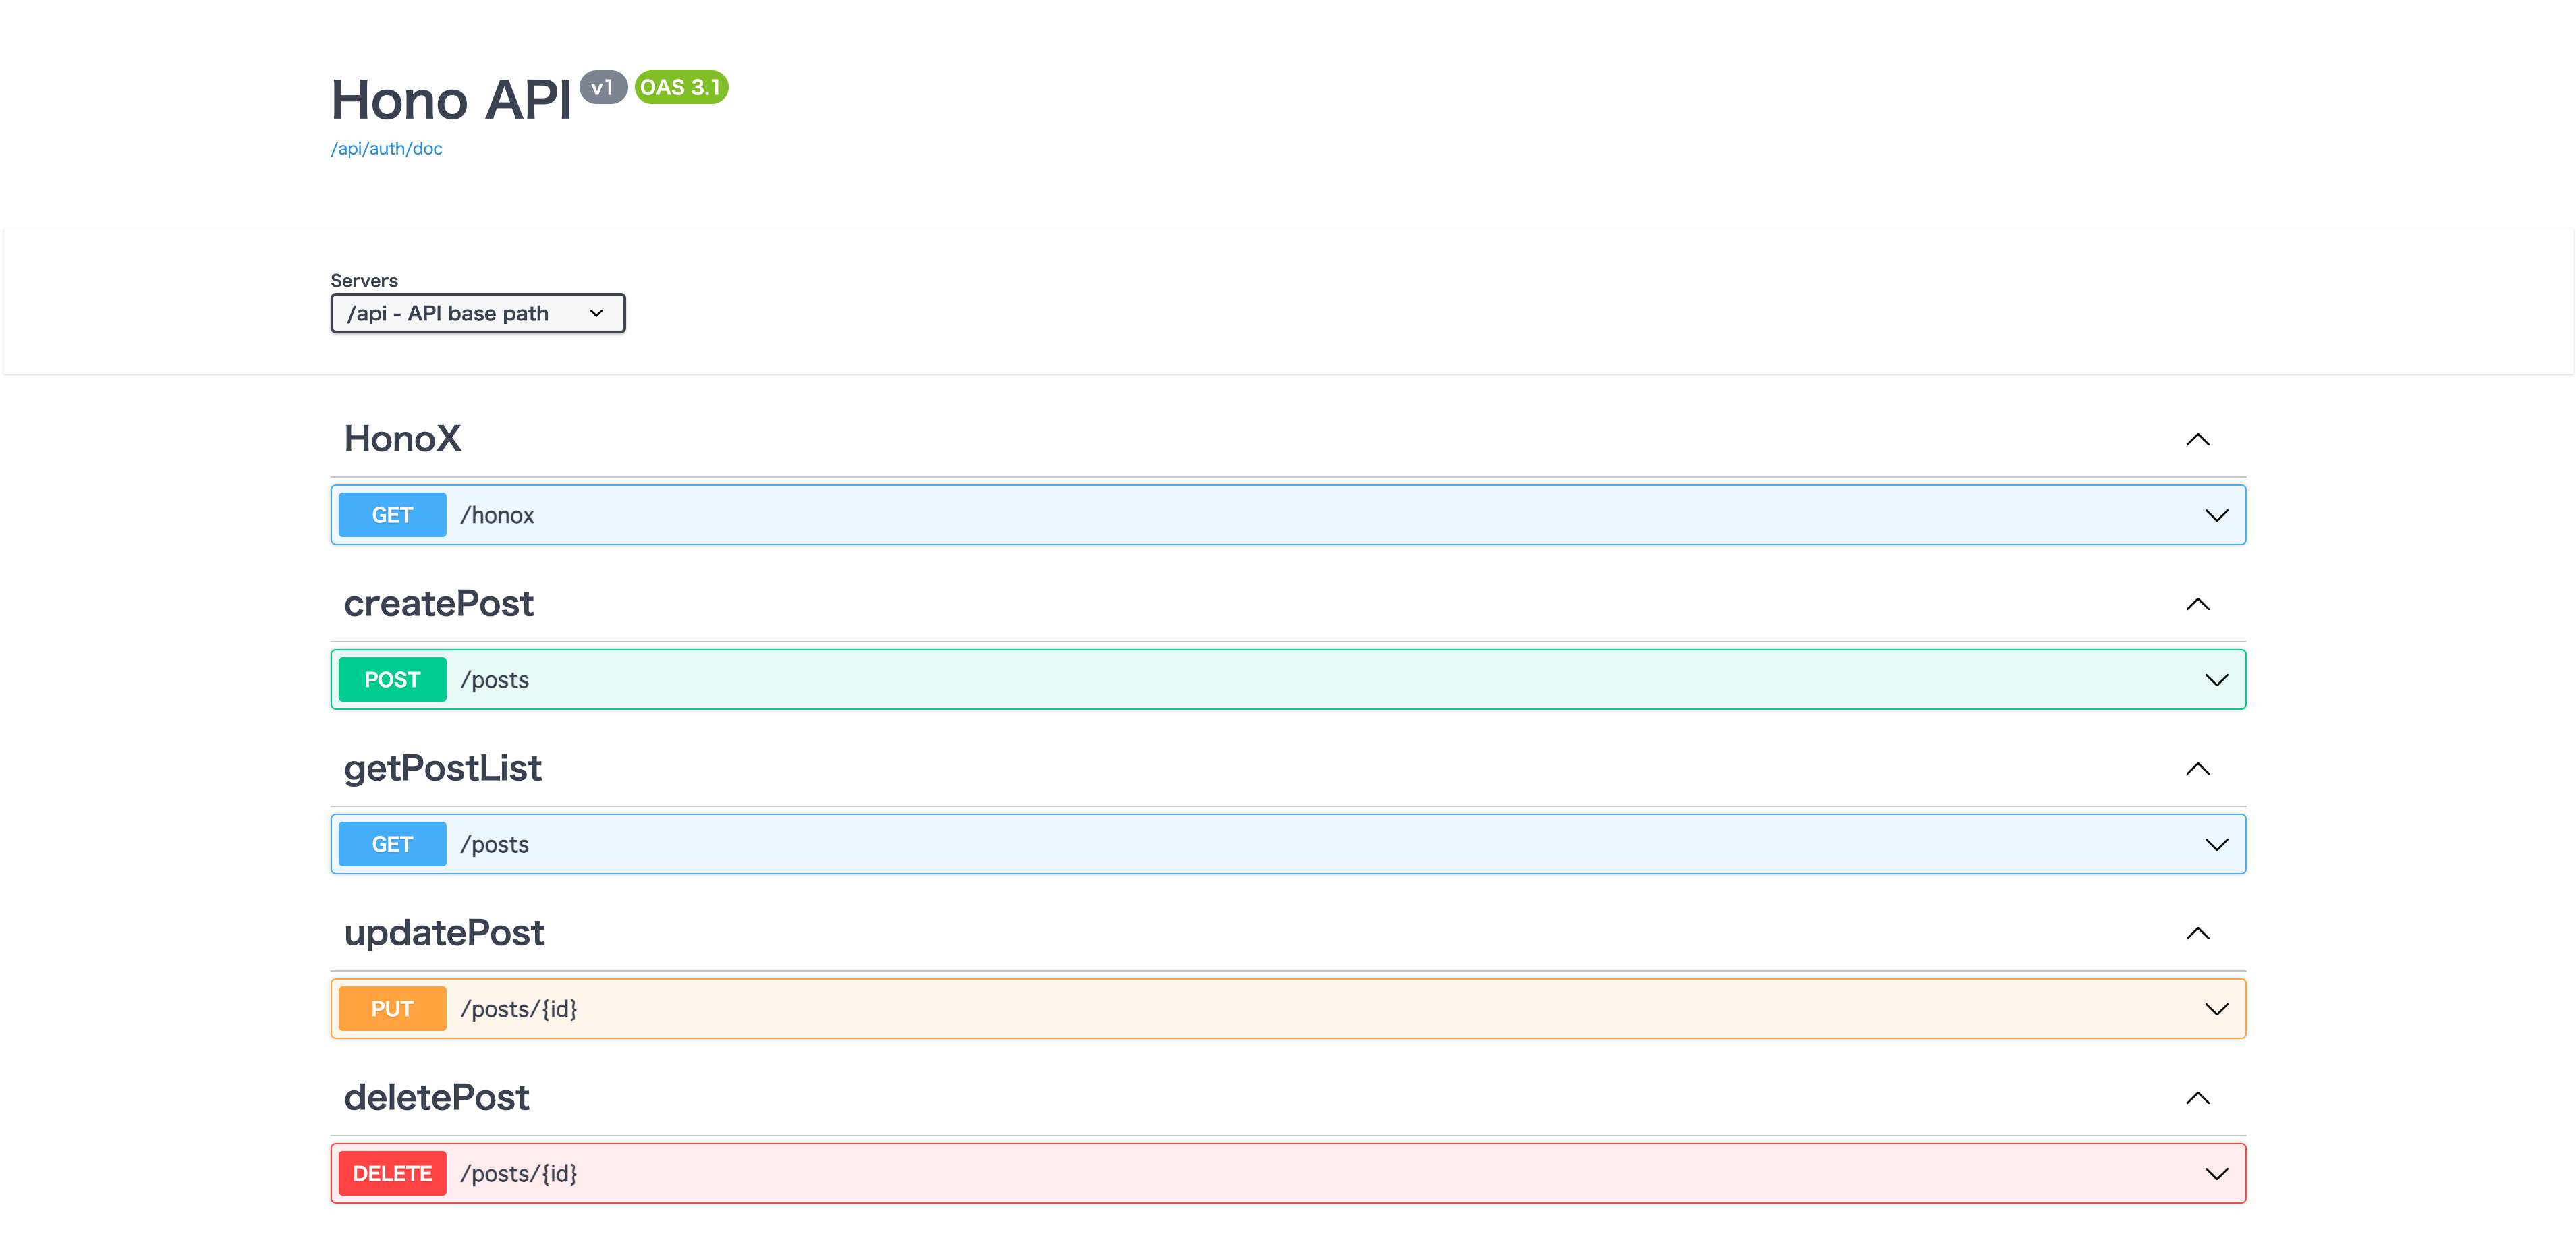 Hono API v1 OAS 3.1
/api/auth/doc
Servers
/api - API base path
HonoX
GET /honox
createPost
POST /posts
getPostList
GET /posts
updatePost
PUT /posts/{id}
deletePost
DELETE /posts/{id}